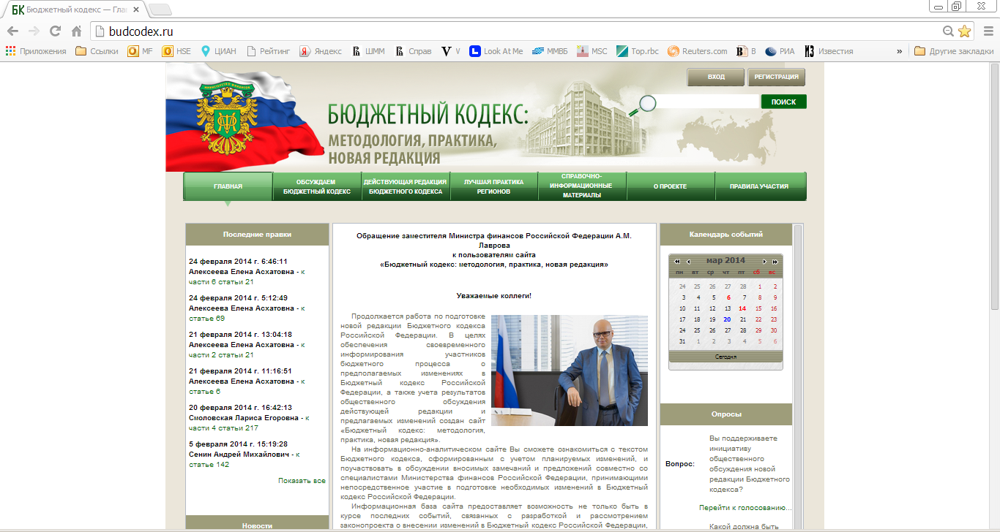 БК Бюджетный кодекс — Гла
budcodex.ru
Приложения Ссылки MF HSE ЦИАН Рейтинг Яндекс ШММ Справ V Look At Me ММВБ MSC Top.rbc Reuters.com B РИА Известия » Другие закладки
ВХОД РЕГИСТРАЦИЯ
МИНИСТЕРСТВО ФИНАНСОВ
ПОИСК
БЮДЖЕТНЫЙ КОДЕКС:
МЕТОДОЛОГИЯ, ПРАКТИКА,
НОВАЯ РЕДАКЦИЯ
ГЛАВНАЯ
ОБСУЖДАЕМ
БЮДЖЕТНЫЙ КОДЕКС
ДЕЙСТВУЮЩАЯ РЕДАКЦИЯ
БЮДЖЕТНОГО КОДЕКСА
ЛУЧШАЯ ПРАКТИКА
РЕГИОНОВ
СПРАВОЧНО-
ИНФОРМАЦИОННЫЕ
МАТЕРИАЛЫ
О ПРОЕКТЕ
ПРАВИЛА УЧАСТИЯ
Последние правки
24 февраля 2014 г. 6:46:11
Алексеева Елена Асхатовна - к
части 6 статьи 21
24 февраля 2014 г. 5:12:49
Алексеева Елена Асхатовна - к
статье 69
21 февраля 2014 г. 13:04:18
Алексеева Елена Асхатовна - к
части 2 статьи 21
21 февраля 2014 г. 11:16:51
Алексеева Елена Асхатовна - к
статье 6
20 февраля 2014 г. 16:42:13
Смоловская Лариса Егоровна - к
части 4 статьи 217
5 февраля 2014 г. 15:19:28
Сенин Андрей Михайлович - к
статье 142
Показать все
Новости
Обращение заместителя Министра финансов Российской Федерации А.М.
Лаврова
к пользователям сайта
«Бюджетный кодекс: методология, практика, новая редакция»
Уважаемые коллеги!
Продолжается работа по подготовке
новой редакции Бюджетного кодекса
Российской Федерации. В целях
обеспечения своевременного
информирования участников
бюджетного процесса о
предполагаемых изменениях в
Бюджетный кодекс Российской
Федерации, а также учета результатов
общественного обсуждения
действующей редакции и
предлагаемых изменений создан сайт
«Бюджетный кодекс: методология,
практика, новая редакция».
На информационно-аналитическом сайте Вы сможете ознакомиться с текстом
Бюджетного кодекса, сформированным с учетом планируемых изменений, и
поучаствовать в обсуждении вносимых замечаний и предложений совместно со
специалистами Министерства финансов Российской Федерации, принимающими
непосредственное участие в подготовке необходимых изменений в Бюджетный
кодекс Российской Федерации.
Информационная база сайта предоставляет возможность не только быть в
курсе последних событий, связанных с разработкой и рассмотрением
законопроекта о внесении изменений в Бюджетный кодекс Российской Федерации,
Календарь событий
мар 2014
пн вт ср чт пт сб вс
24 25 26 27 28 1 2
3 4 5 6 7 8 9
10 11 12 13 14 15 16
17 18 19 20 21 22 23
24 25 26 27 28 29 30
31 1 2 3 4 5 6
Сегодня
Опросы
Вопрос:
Вы поддерживаете
инициативу
общественного
обсуждения новой
редакции Бюджетного
кодекса?
Перейти к голосованию...
Какой должна быть